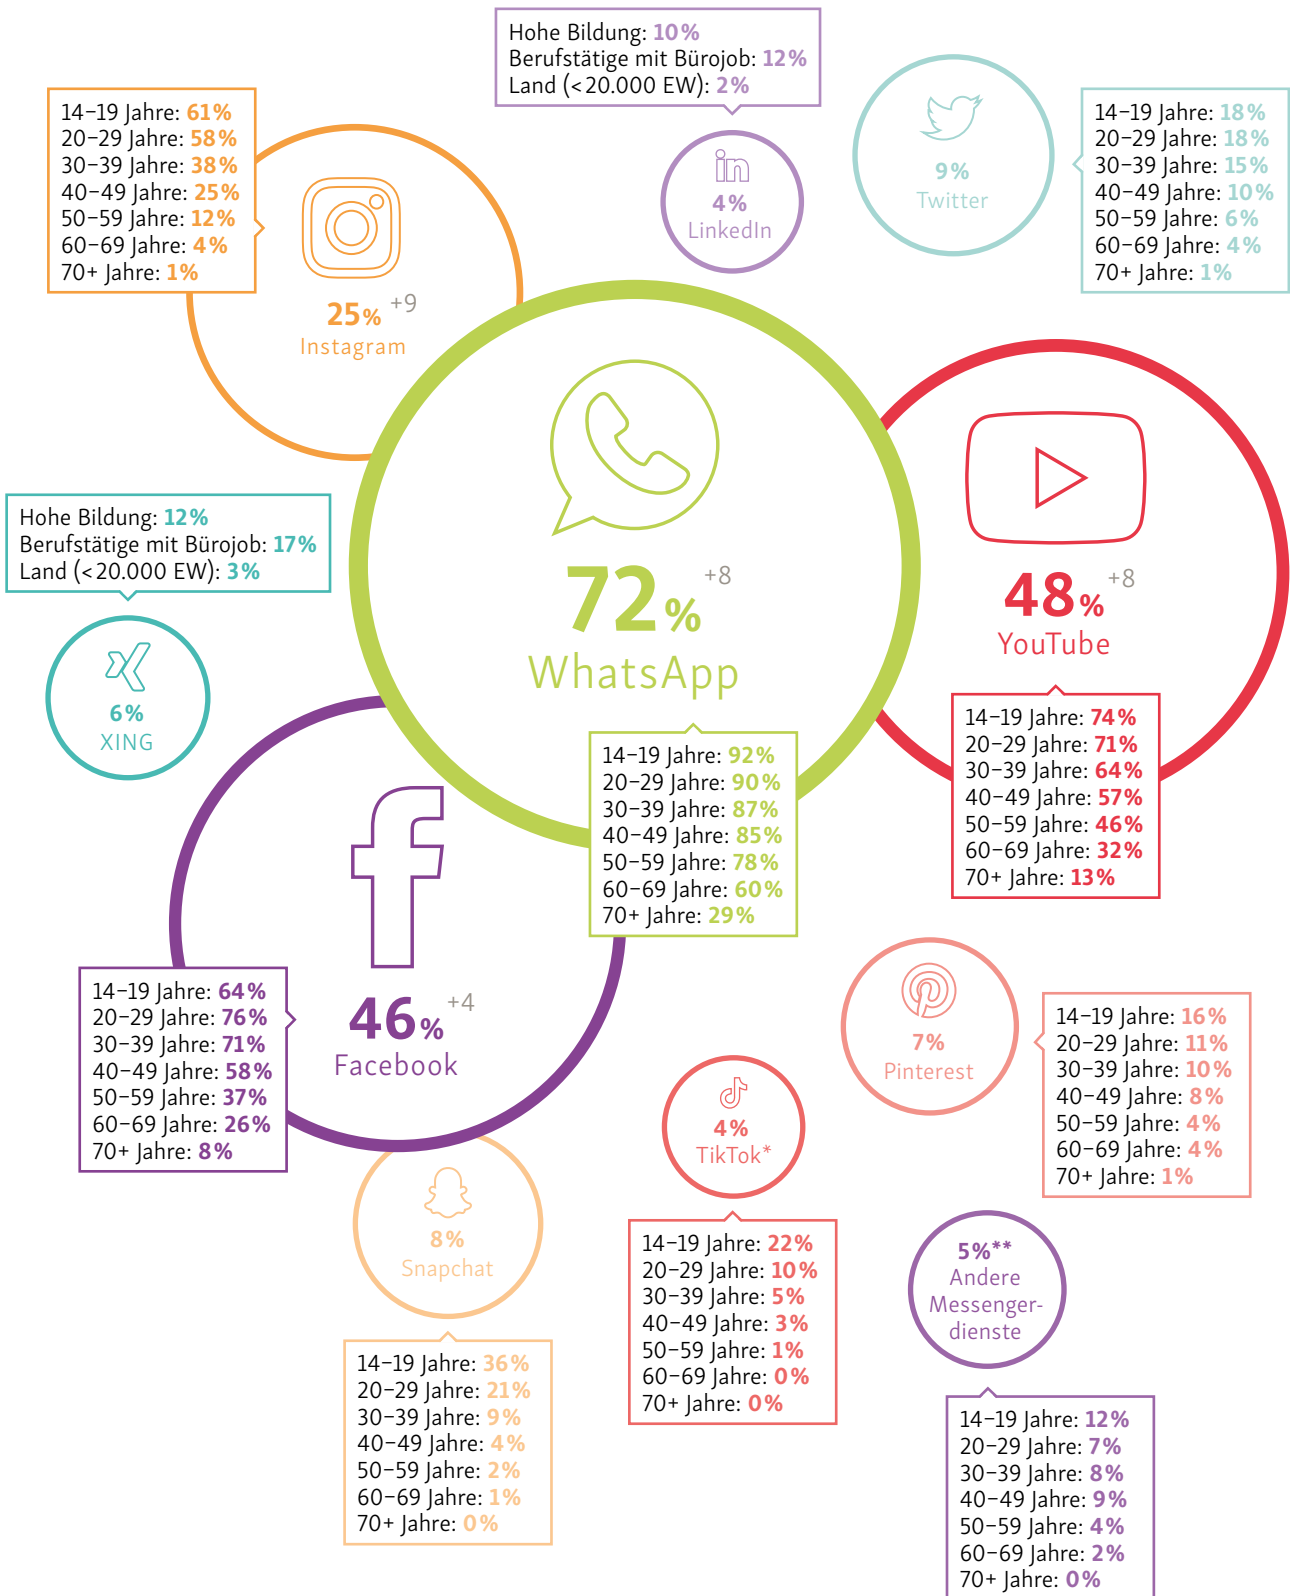 Hohe Bildung: 10%
Berufstätige mit Bürojob: 12%
Land (<20.000 EW): 2%
in
4%
LinkedIn
9%
Twitter
14–19 Jahre: 18%
20–29 Jahre: 18%
30–39 Jahre: 15%
40–49 Jahre: 10%
50–59 Jahre: 6%
60–69 Jahre: 4%
70+ Jahre: 1%
14–19 Jahre: 61%
20–29 Jahre: 58%
30–39 Jahre: 38%
40–49 Jahre: 25%
50–59 Jahre: 12%
60–69 Jahre: 4%
70+ Jahre: 1%
25% +9
Instagram
72% +8
WhatsApp
14–19 Jahre: 92%
20–29 Jahre: 90%
30–39 Jahre: 87%
40–49 Jahre: 85%
50–59 Jahre: 78%
60–69 Jahre: 60%
70+ Jahre: 29%
48% +8
YouTube
14–19 Jahre: 74%
20–29 Jahre: 71%
30–39 Jahre: 64%
40–49 Jahre: 57%
50–59 Jahre: 46%
60–69 Jahre: 32%
70+ Jahre: 13%
Hohe Bildung: 12%
Berufstätige mit Bürojob: 17%
Land (<20.000 EW): 3%
6%
XING
f
46% +4
Facebook
14–19 Jahre: 64%
20–29 Jahre: 76%
30–39 Jahre: 71%
40–49 Jahre: 58%
50–59 Jahre: 37%
60–69 Jahre: 26%
70+ Jahre: 8%
7%
Pinterest
14–19 Jahre: 16%
20–29 Jahre: 11%
30–39 Jahre: 10%
40–49 Jahre: 8%
50–59 Jahre: 4%
60–69 Jahre: 4%
70+ Jahre: 1%
4%
TikTok*
14–19 Jahre: 22%
20–29 Jahre: 10%
30–39 Jahre: 5%
40–49 Jahre: 3%
50–59 Jahre: 1%
60–69 Jahre: 0%
70+ Jahre: 0%
8%
Snapchat
14–19 Jahre: 36%
20–29 Jahre: 21%
30–39 Jahre: 9%
40–49 Jahre: 4%
50–59 Jahre: 2%
60–69 Jahre: 1%
70+ Jahre: 0%
5%**
Andere
Messenger-
dienste
14–19 Jahre: 12%
20–29 Jahre: 7%
30–39 Jahre: 8%
40–49 Jahre: 9%
50–59 Jahre: 4%
60–69 Jahre: 2%
70+ Jahre: 0%